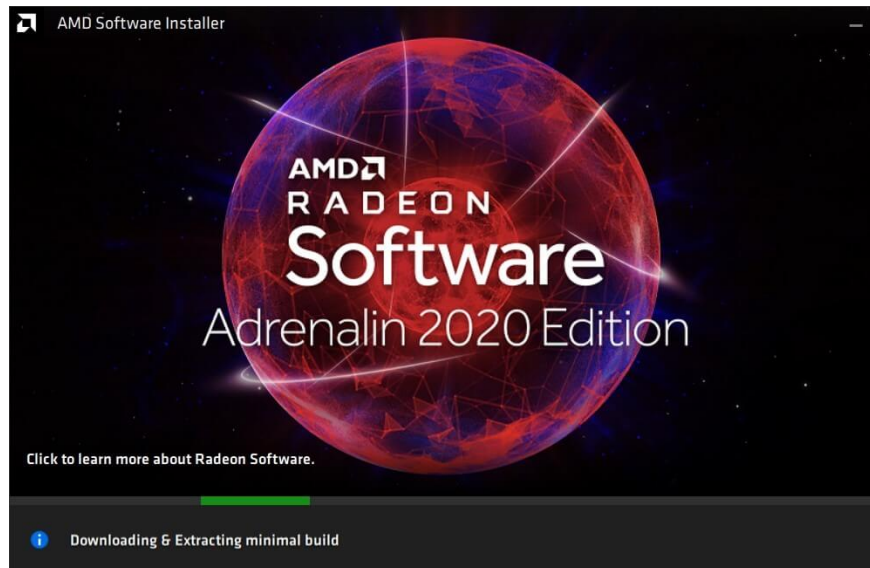 AMD Software Installer
AMD
RADEON
Software
Adrenalin 2020 Edition
Click to learn more about Radeon Software.
Downloading & Extracting minimal build